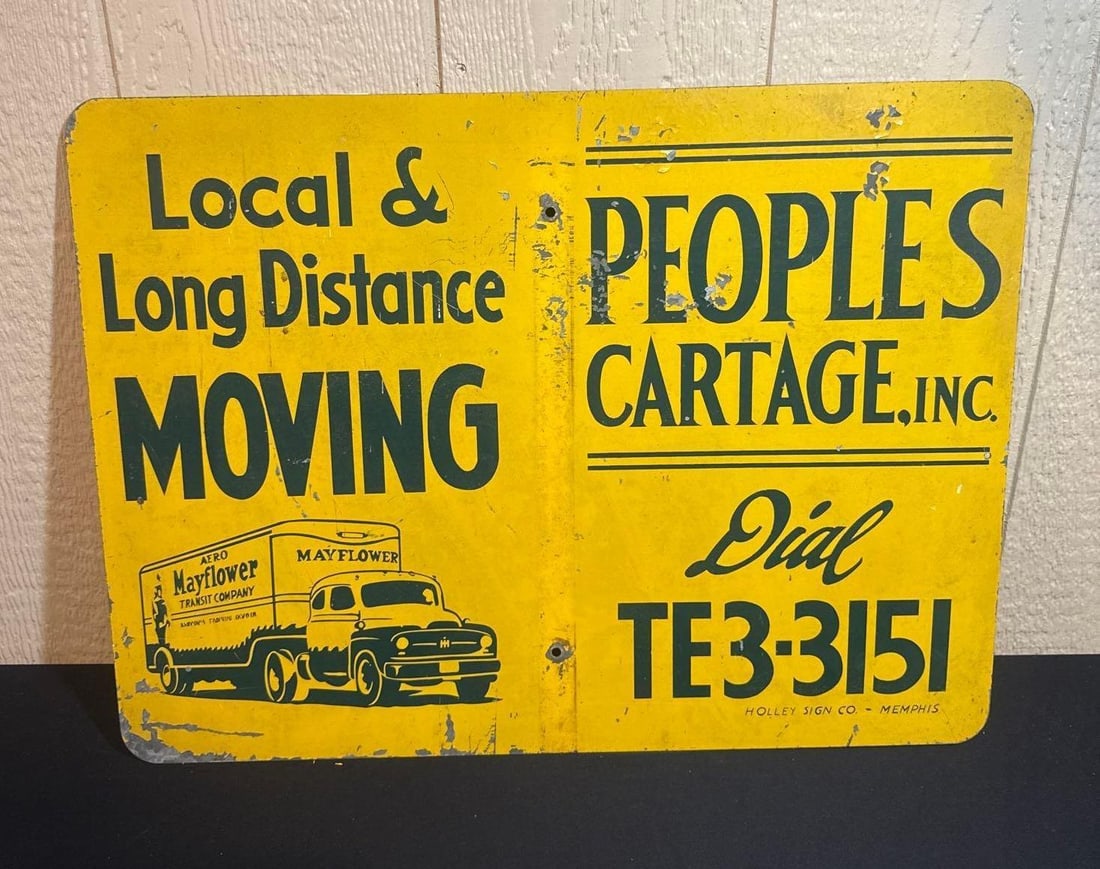 Local &
Long Distance
MOVING
AERO
Mayflower
TRANSIT COMPANY
MAYFLOWER
PEOPLES
CARTAGE, INC.
Dial
TE3-3151
HOLLEY SIGN CO. - MEMPHIS